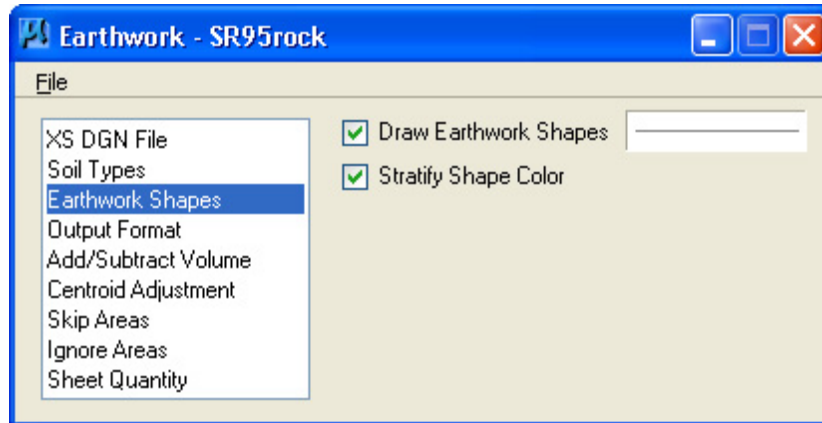 Earthwork - SR95rock
File
XS DGN File
Soil Types
Earthwork Shapes
Output Format
Add/Subtract Volume
Centroid Adjustment
Skip Areas
Ignore Areas
Sheet Quantity
Draw Earthwork Shapes
Stratify Shape Color